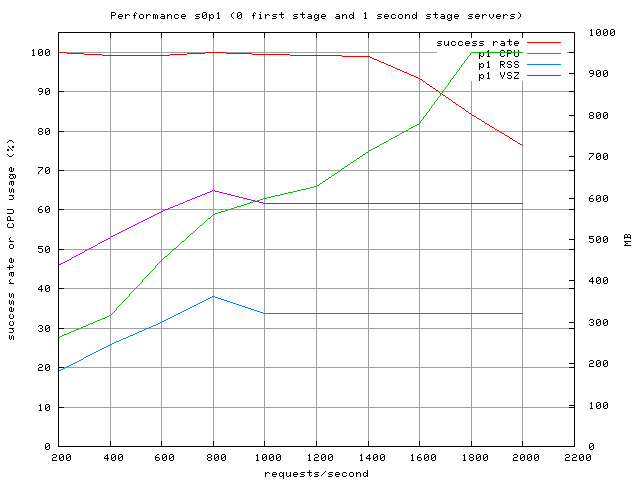 Performance s0p1 (0 first stage and 1 second stage servers)
success rate
p1 CPU
p1 RSS
p1 VSZ
success rate or CPU usage (%)
100
90
80
70
60
50
40
30
20
10
0
1000
900
800
700
600
500
400
300
200
100
0
MB
200 400 600 800 1000 1200 1400 1600 1800 2000 2200
requests/second